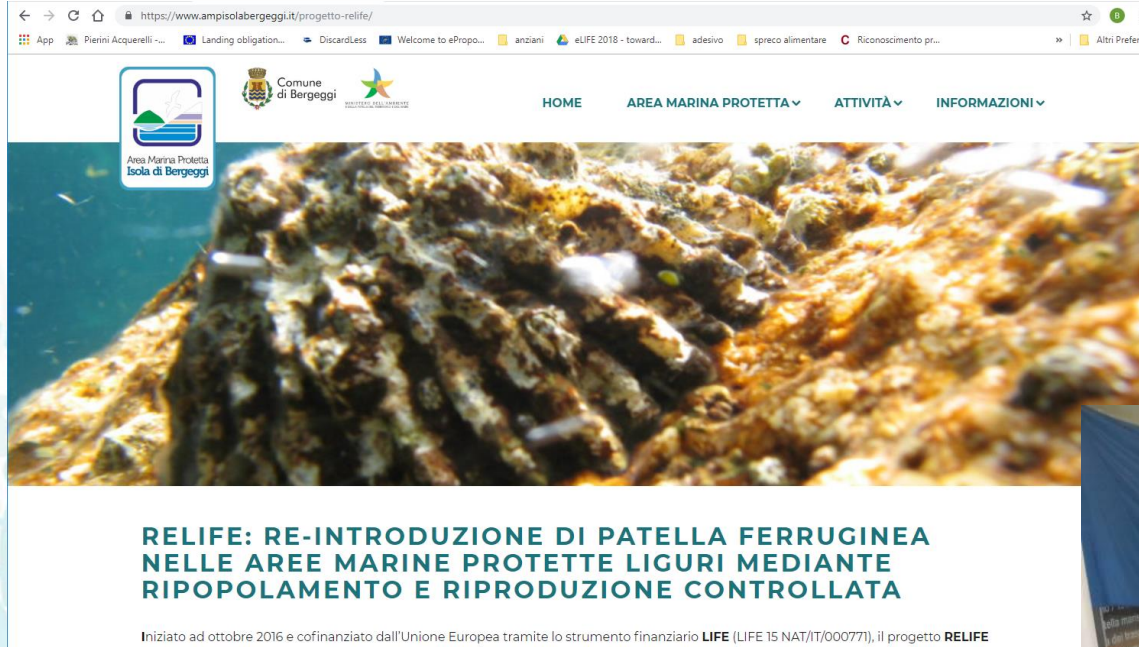 https://www.ampisolabergeggi.it/progetto-relife/
B
App Pierini Acquerelli -... Landing obligation... DiscardLess Welcome to ePropo... anziani eLIFE 2018 - toward... adesivo spreco alimentare C Riconoscimento pr... » Altri Prefer
Comune
di Bergeggi
HOME AREA MARINA PROTETTA ATTIVITÀ INFORMAZIONI
Area Marina Protetta
Isola di Bergeggi
RELIFE: RE-INTRODUZIONE DI PATELLA FERRUGINEA
NELLE AREE MARINE PROTETTE LIGURI MEDIANTE
RIPOPOLAMENTO E RIPRODUZIONE CONTROLLATA
Iniziato ad ottobre 2016 e cofinanziato dall'Unione Europea tramite lo strumento finanziario LIFE (LIFE 15 NAT/IT/000771), il progetto RELIFE